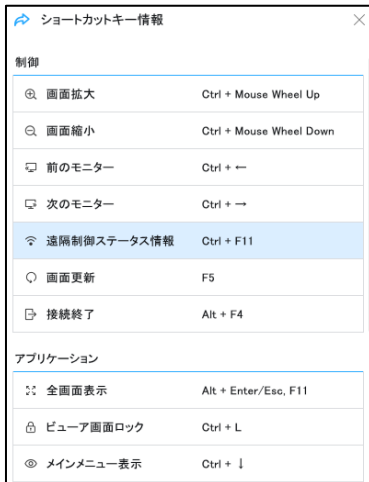 ショートカットキー情報
制御
画面拡大 Ctrl + Mouse Wheel Up
画面縮小 Ctrl + Mouse Wheel Down
前のモニター Ctrl + ←
次のモニター Ctrl + →
遠隔制御ステータス情報 Ctrl + F11
画面更新 F5
接続終了 Alt + F4
アプリケーション
全画面表示 Alt + Enter/Esc, F11
ビューア画面ロック Ctrl + L
メインメニュー表示 Ctrl + ↓